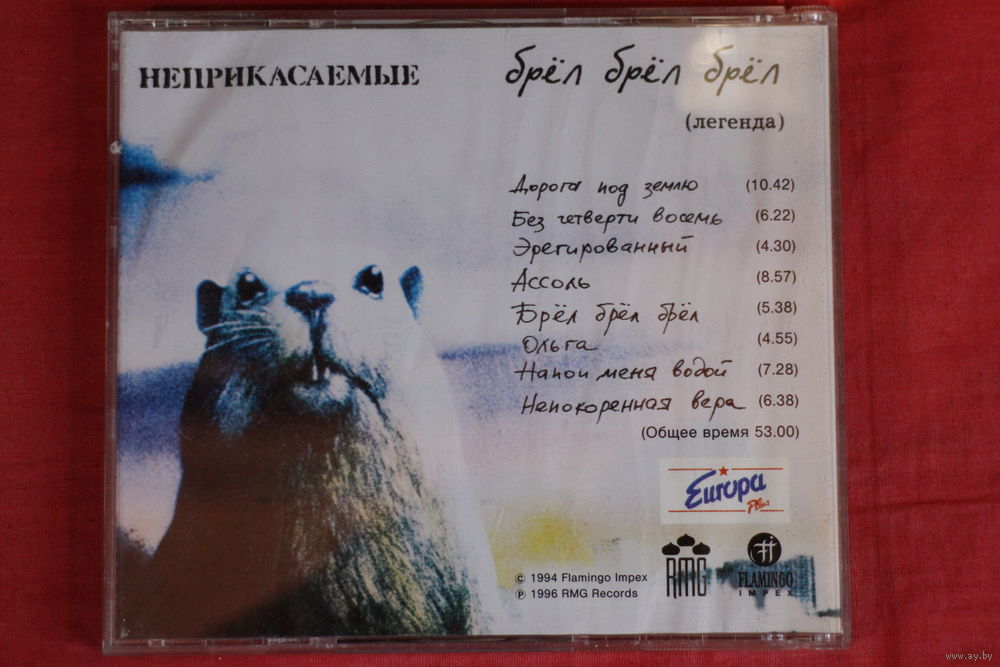 НЕПРИКАСАЕМЫЕ
брёл брёл брёл
(легенда)
Дорога под землю (10.42)
Без четверти восемь (6.22)
Эрегированный (4.30)
Ассоль (8.57)
Брёл брёл брёл (5.38)
Ольга (4.55)
Напои меня водой (7.28)
Непокоренная вера (6.38)
(Общее время 53.00)
Europa
Plus
© 1994 Flamingo Impex
℗ 1996 RMG Records
RMG
FLAMINGO
IMPEX
www.ay.by